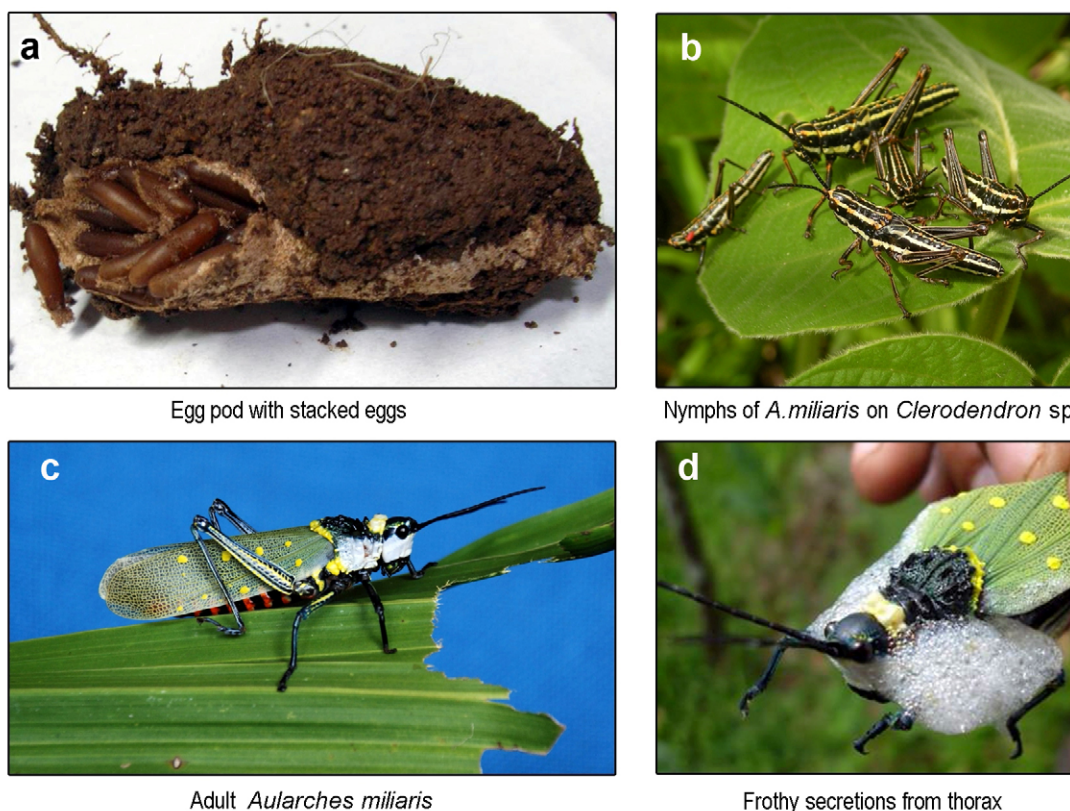 a
b
Egg pod with stacked eggs
Nymphs of A.miliaris on Clerodendron sp
c
d
Adult Aularches miliaris
Frothy secretions from thorax